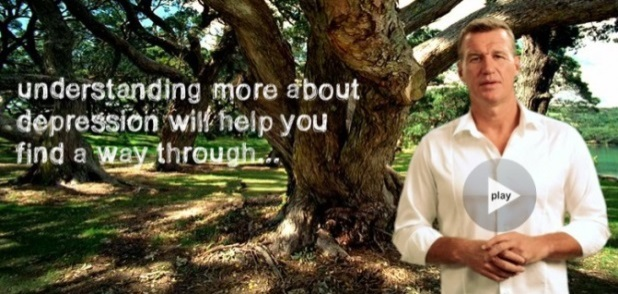 understanding more about
depression will help you
find a way through...
play